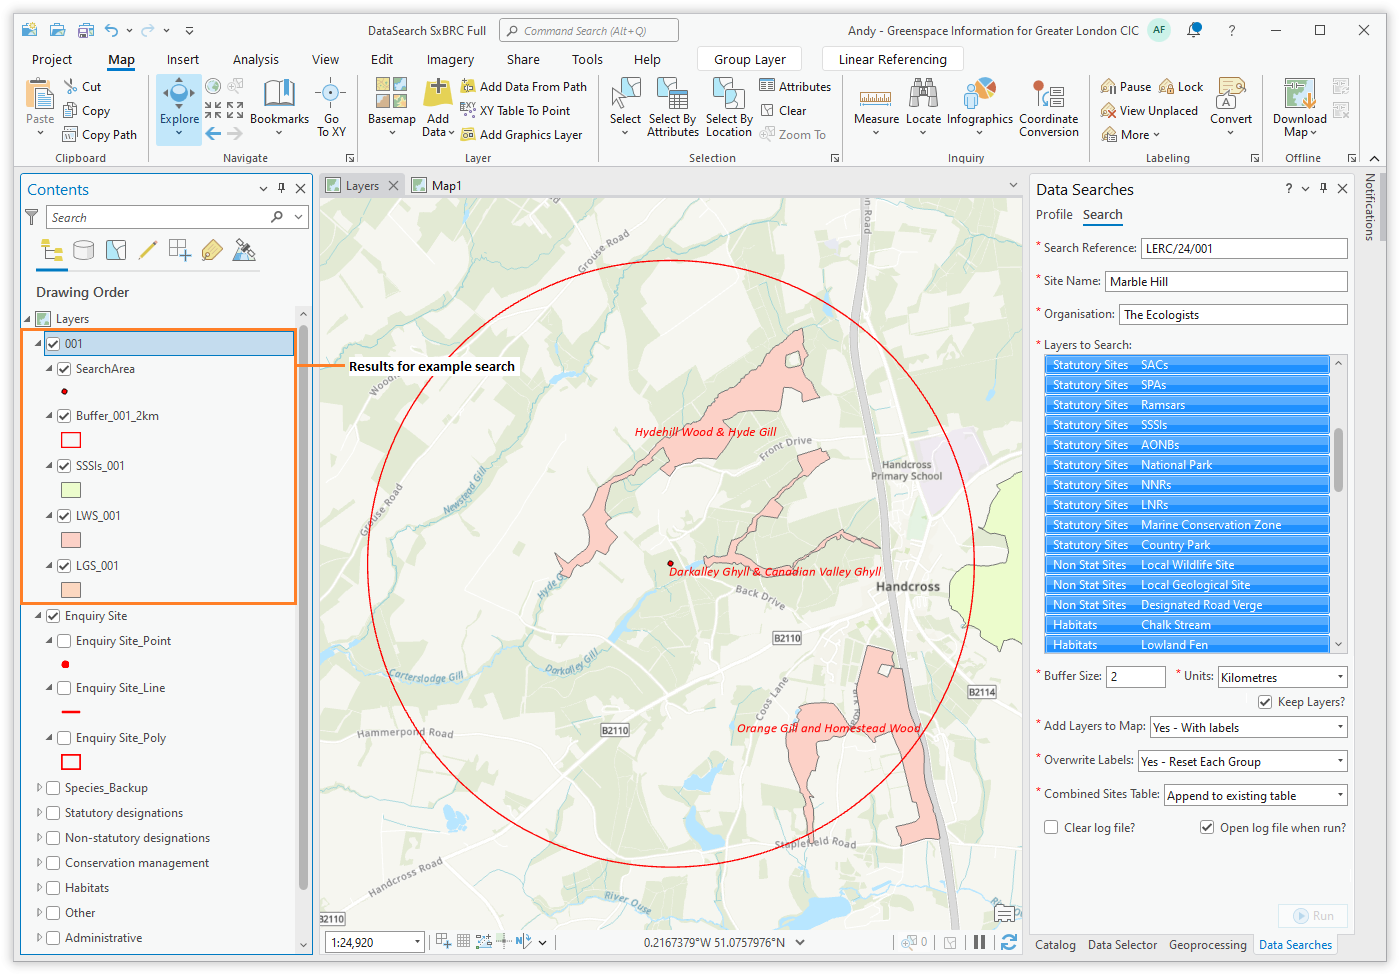 DataSearch SxBRC Full
Command Search (Alt+Q)
Andy - Greenspace Information for Greater London CIC
AF
?
Project
Map
Insert
Analysis
View
Edit
Imagery
Share
Tools
Help
Group Layer
Linear Referencing
Paste
Cut
Copy
Copy Path
Clipboard
Explore
Bookmarks
Go To XY
Navigate
Basemap
Add Data
Add Data From Path
XY Table To Point
Add Graphics Layer
Layer
Select
Select By Attributes
Select By Location
Attributes
Clear
Zoom To
Selection
Measure
Locate
Infographics
Coordinate Conversion
Inquiry
Pause
Lock
View Unplaced
More
Convert
Labeling
Download Map
Offline
Contents
Search
Drawing Order
Layers
001
SearchArea
Buffer_001_2km
SSSIs_001
LWS_001
LGS_001
Enquiry Site
Enquiry Site_Point
Enquiry Site_Line
Enquiry Site_Poly
Species_Backup
Statutory designations
Non-statutory designations
Conservation management
Habitats
Other
Administrative
Layers
Map1
Results for example search
Grouse Road
Hydehill Wood & Hyde Gill
Front Drive
Handcross Primary School
Newstead Gill
Grouse Road
Darkalley Ghyll & Canadian Valley Ghyll
Handcross
Back Drive
B2110
Darkalley Gill
Carterslodge Gill
Coos Lane
Park Road
B2114
Orange Gill and Homestead Wood
B2110
Hammerpond Road
Staplefield Road
Handcross Road
River Ouse
B2110
1:24,920
0.2167379°W 51.0757976°N
0
Data Searches
?
Profile
Search
* Search Reference: LERC/24/001
* Site Name: Marble Hill
* Organisation: The Ecologists
* Layers to Search:
Statutory Sites SACs
Statutory Sites SPAs
Statutory Sites Ramsars
Statutory Sites SSSIs
Statutory Sites AONBs
Statutory Sites National Park
Statutory Sites NNRs
Statutory Sites LNRs
Statutory Sites Marine Conservation Zone
Statutory Sites Country Park
Non Stat Sites Local Wildlife Site
Non Stat Sites Local Geological Site
Non Stat Sites Designated Road Verge
Habitats Chalk Stream
Habitats Lowland Fen
* Buffer Size: 2 * Units: Kilometres
Keep Layers?
* Add Layers to Map: Yes - With labels
* Overwrite Labels: Yes - Reset Each Group
* Combined Sites Table: Append to existing table
Clear log file?
Open log file when run?
Run
Catalog
Data Selector
Geoprocessing
Data Searches
Notifications